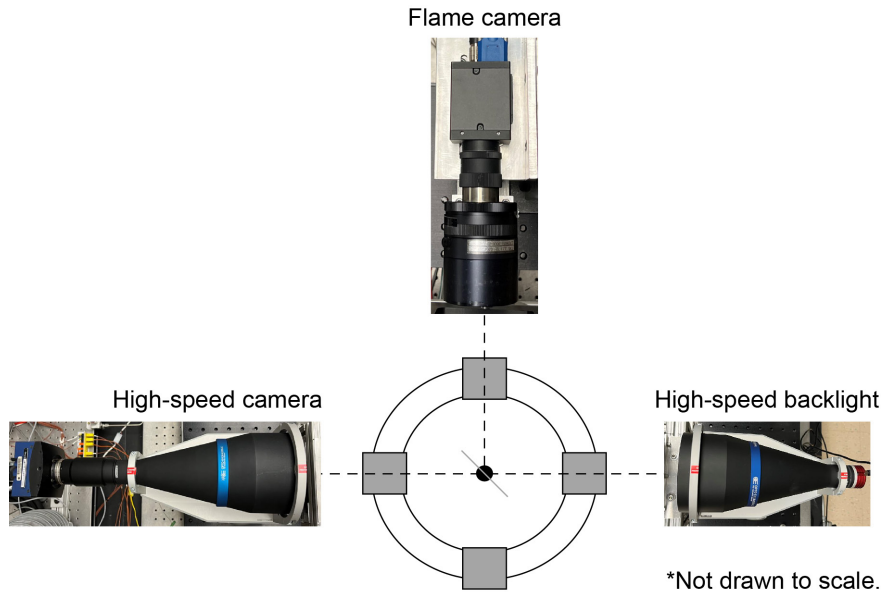 Flame camera
High-speed camera
High-speed backlight
*Not drawn to scale.